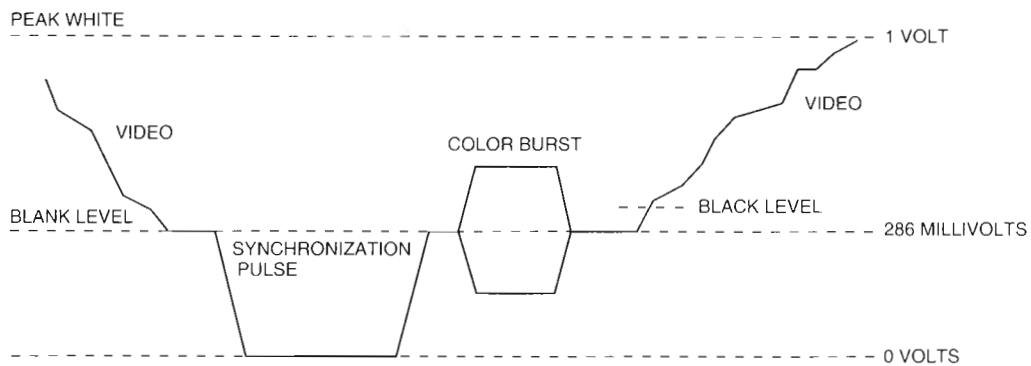 PEAK WHITE
1 VOLT
VIDEO
VIDEO
COLOR BURST
BLANK LEVEL
BLACK LEVEL
286 MILLIVOLTS
SYNCHRONIZATION
PULSE
0 VOLTS